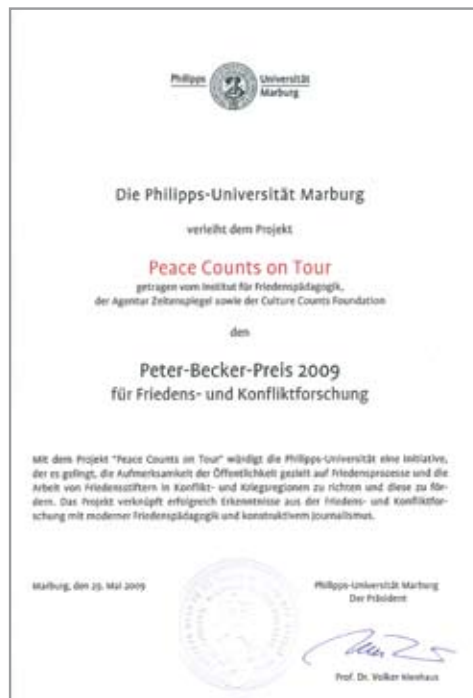 Philipps Universität
Marburg
Die Philipps-Universität Marburg
verleiht dem Projekt
Peace Counts on Tour
getragen vom Institut für Friedenspädagogik,
der Agentur Zeitenspiegel sowie der Culture Counts Foundation
den
Peter-Becker-Preis 2009
für Friedens- und Konfliktforschung
Mit dem Projekt "Peace Counts on Tour" würdigt die Philipps-Universität eine Initiative,
der es gelingt, die Aufmerksamkeit der Öffentlichkeit gezielt auf Friedensprozesse und die
Arbeit von Friedensstiftern in Konflikt- und Kriegsregionen zu richten und diese zu för-
dern. Das Projekt verknüpft erfolgreich Erkenntnisse aus der Friedens- und Konfliktfor-
schung mit moderner Friedenspädagogik und konstruktivem Journalismus.
Marburg, den 29. Mai 2009
Philipps-Universität Marburg
Der Präsident
Prof. Dr. Volker Nienhaus